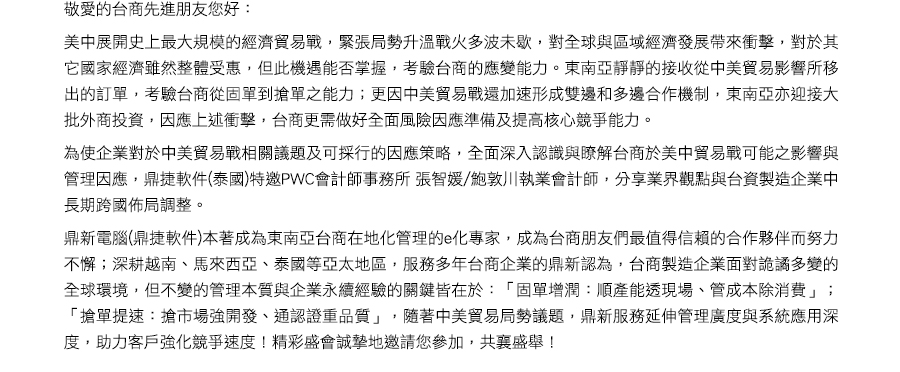 敬愛的台商先進朋友您好：
美中展開史上最大規模的經濟貿易戰，緊張局勢升溫戰火多波未歇，對全球與區域經濟發展帶來衝擊，對於其
它國家經濟雖然整體受惠，但此機遇能否掌握，考驗台商的應變能力。東南亞靜靜的接收從中美貿易影響所移
出的訂單，考驗台商從固單到搶單之能力；更因中美貿易戰還加速形成雙邊和多邊合作機制，東南亞亦迎接大
批外商投資，因應上述衝擊，台商更需做好全面風險因應準備及提高核心競爭能力。
為使企業對於中美貿易戰相關議題及可採行的因應策略，全面深入認識與瞭解台商於美中貿易戰可能之影響與
管理因應，鼎捷軟件(泰國)特邀PWC會計師事務所 張智媛/鮑敦川執業會計師，分享業界觀點與台資製造企業中
長期跨國佈局調整。
鼎新電腦(鼎捷軟件)本著成為東南亞台商在地化管理的e化專家，成為台商朋友們最值得信賴的合作夥伴而努力
不懈；深耕越南、馬來西亞、泰國等亞太地區，服務多年台商企業的鼎新認為，台商製造企業面對詭譎多變的
全球環境，但不變的管理本質與企業永續經驗的關鍵皆在於：「固單增潤：順產能透現場、管成本除消費」；
「搶單提速：搶市場強開發、通認證重品質」，隨著中美貿易局勢議題，鼎新服務延伸管理廣度與系統應用深
度，助力客戶強化競爭速度！精彩盛會誠摯地邀請您參加，共襄盛舉！